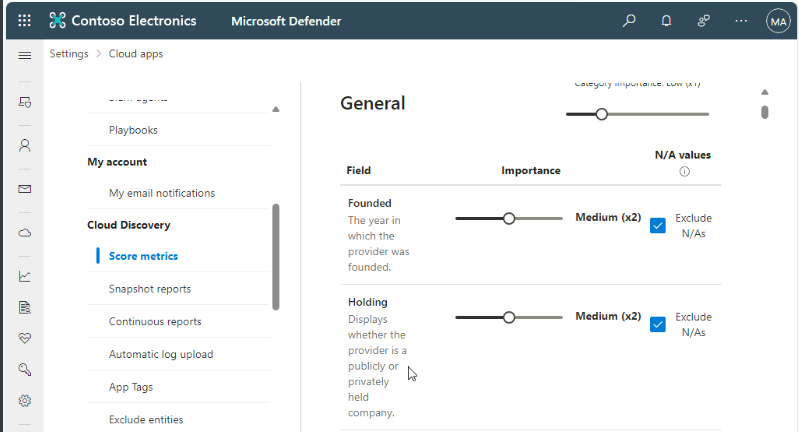 Contoso Electronics
Microsoft Defender
MA
Settings > Cloud apps
Playbooks
My account
My email notifications
Cloud Discovery
Score metrics
Snapshot reports
Continuous reports
Automatic log upload
App Tags
Exclude entities
General
Category importance: Low (x1)
Field
Importance
N/A values
Founded
The year in
which the
provider was
founded.
Medium (x2)
Exclude
N/As
Holding
Displays
whether the
provider is a
publicly or
privately
held
company.
Medium (x2)
Exclude
N/As